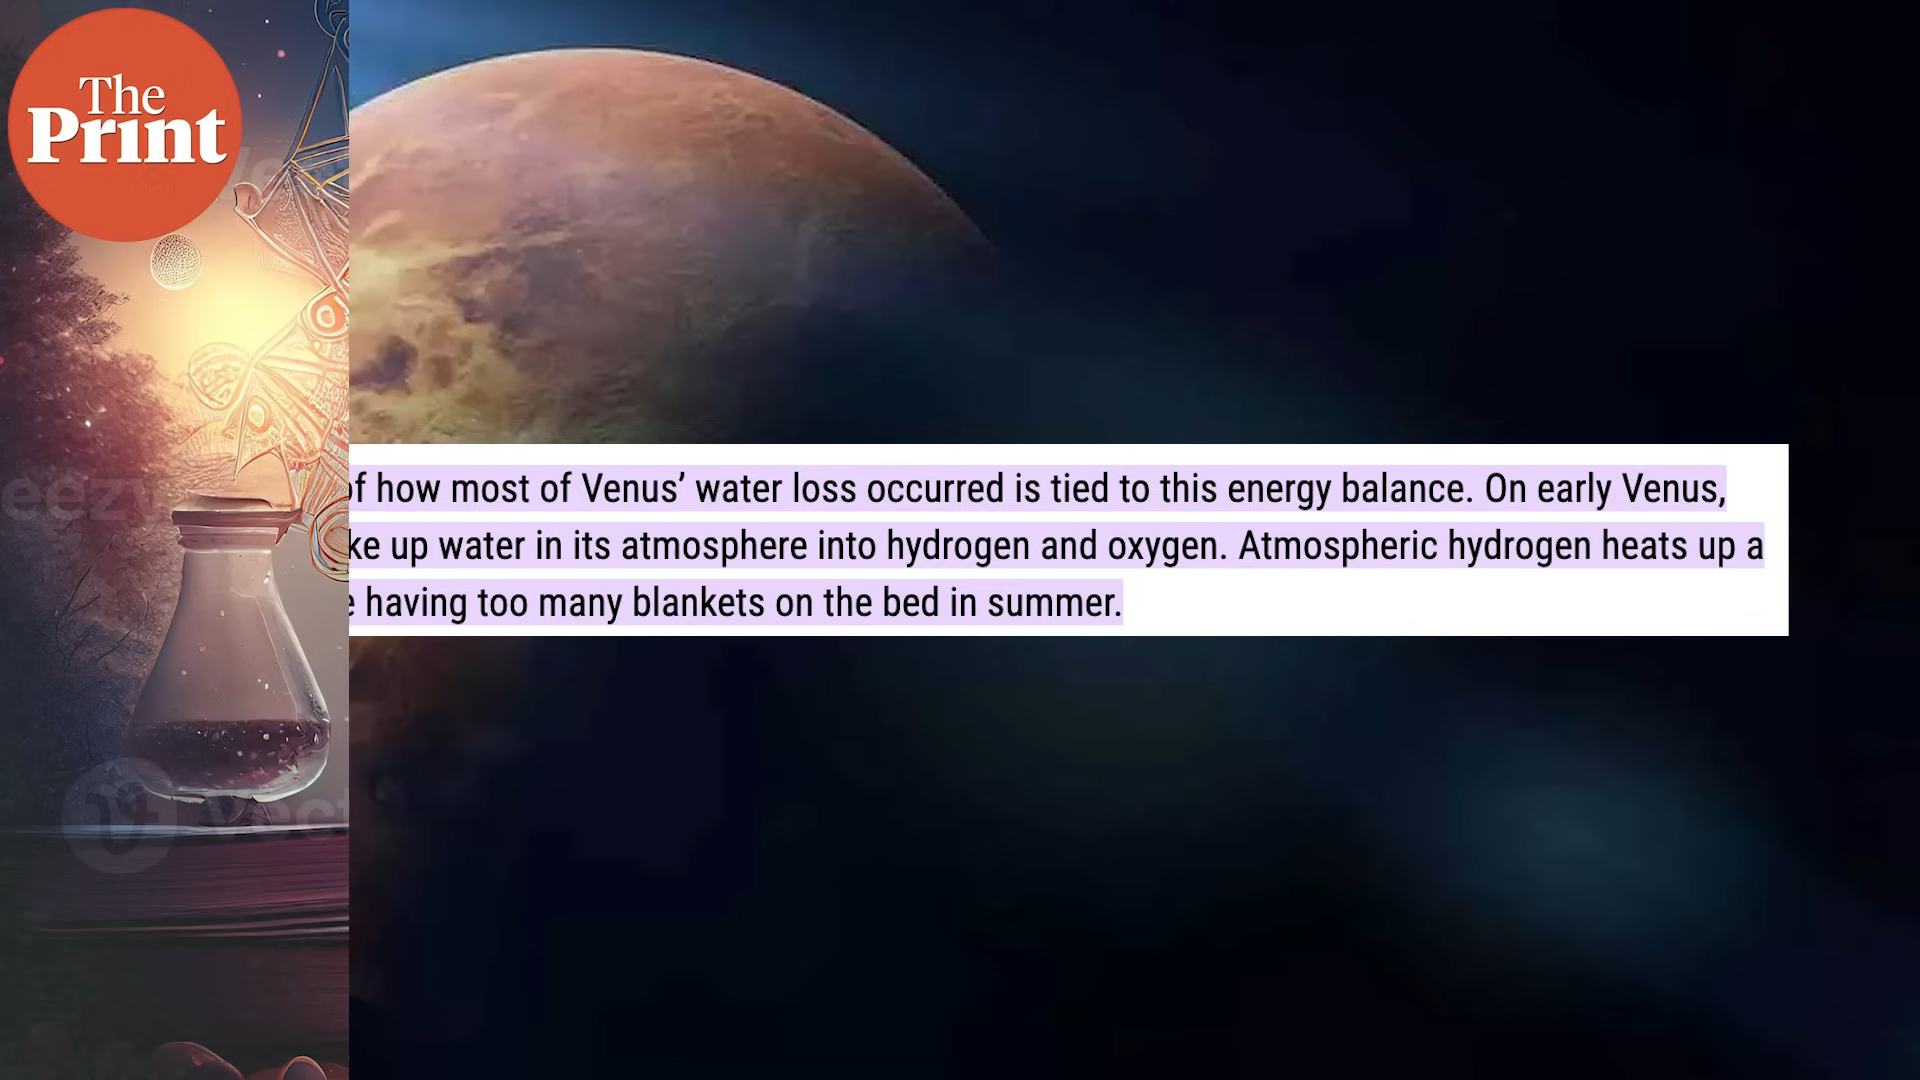 The
Print
of how most of Venus’ water loss occurred is tied to this energy balance. On early Venus,
up water in its atmosphere into hydrogen and oxygen. Atmospheric hydrogen heats up a
having too many blankets on the bed in summer.